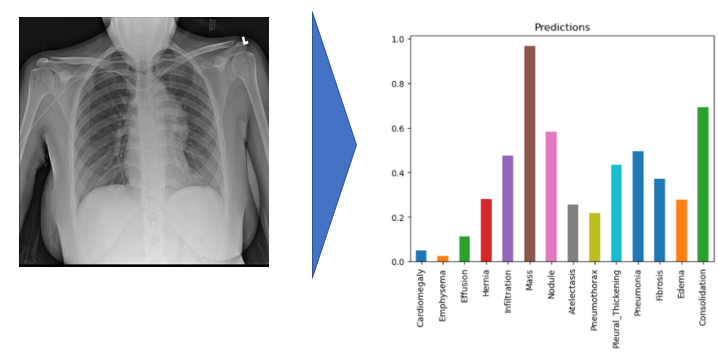 L
Predictions
1.0
0.8
0.6
0.4
0.2
0.0
Cardiomegaly
Emphysema
Effusion
Hernia
Infiltration
Mass
Nodule
Atelectasis
Pneumothorax
Pleural_Thickening
Pneumonia
Fibrosis
Edema
Consolidation